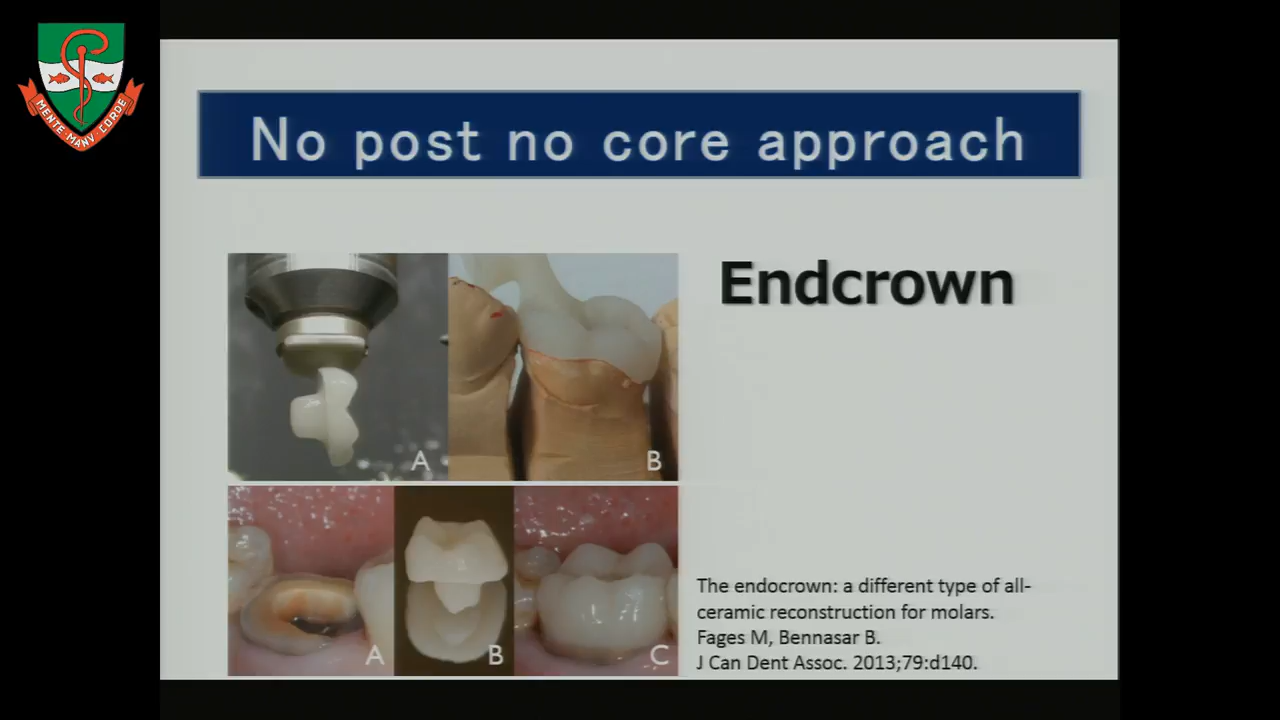 MENTE MANV CORDE
No post no core approach
Endcrown
A
B
A
B
C
The endocrown: a different type of all-
ceramic reconstruction for molars.
Fages M, Bennasar B.
J Can Dent Assoc. 2013;79:d140.